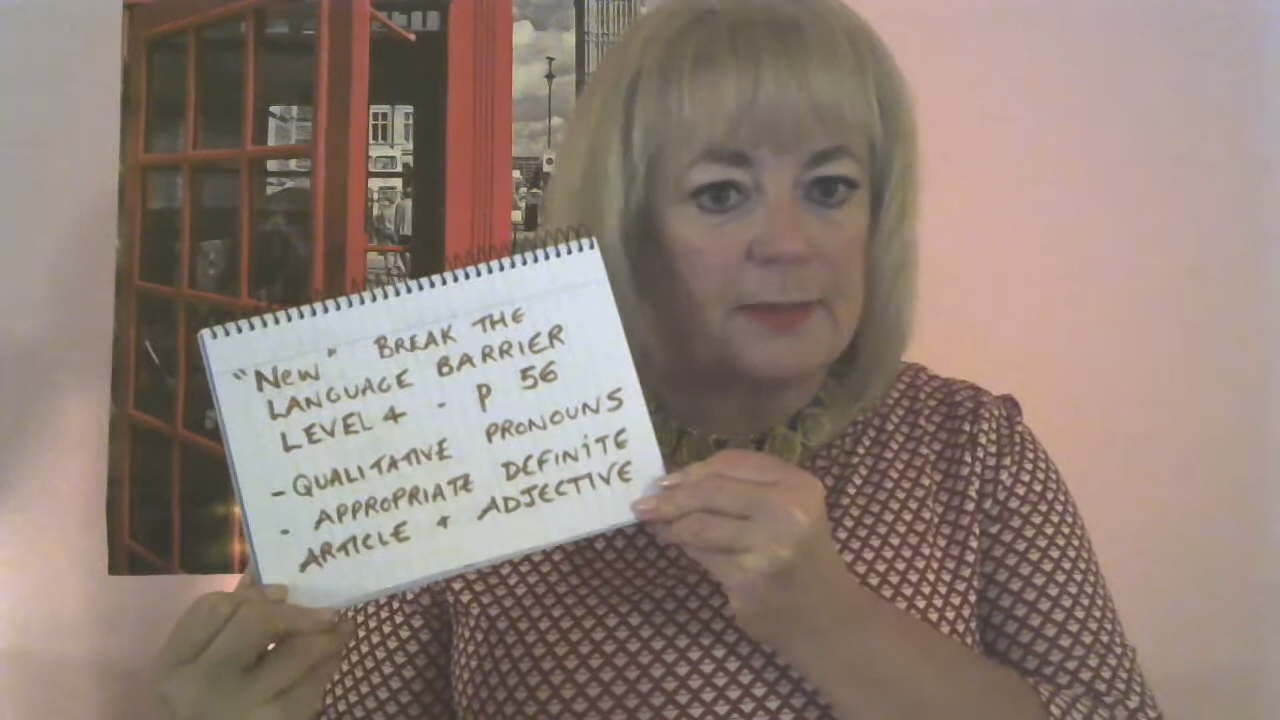 "New" BREAK THE
LANGUAGE BARRIER
LEVEL 4 - P 56
- QUALITATIVE PRONOUNS
- APPROPRIATE DEFINITE
ARTICLE + ADJECTIVE